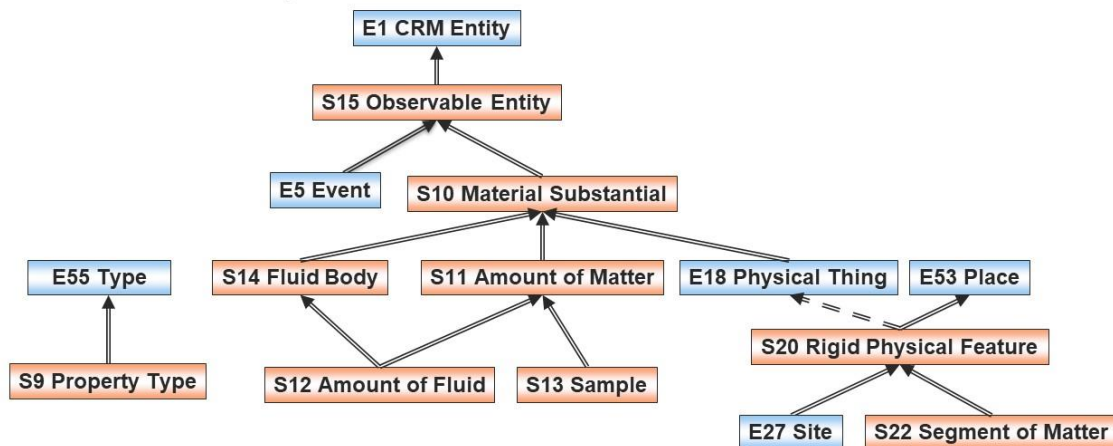 E1 CRM Entity
S15 Observable Entity
E5 Event
S10 Material Substantial
E55 Type
S14 Fluid Body
S11 Amount of Matter
E18 Physical Thing
E53 Place
S20 Rigid Physical Feature
S9 Property Type
S12 Amount of Fluid
S13 Sample
E27 Site
S22 Segment of Matter